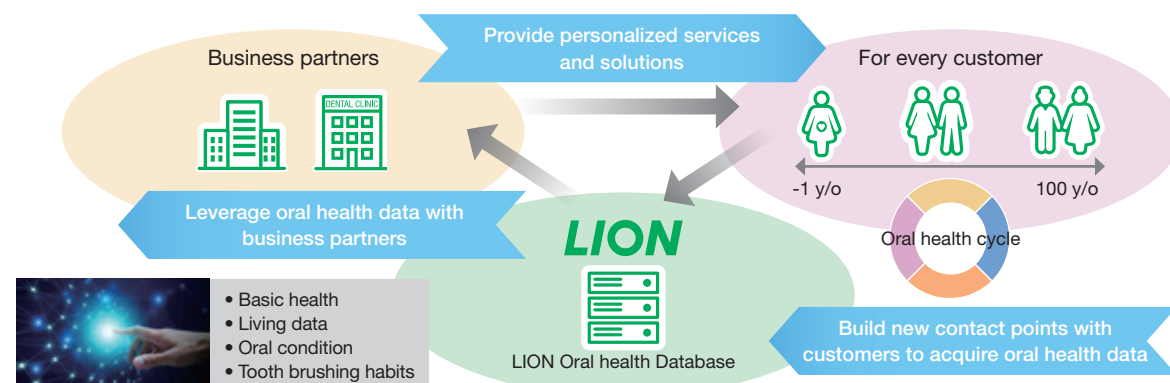 Provide personalized services
and solutions
Business partners
For every customer
DENTAL CLINIC
-1 y/o
100 y/o
Leverage oral health data with
business partners
LION
Oral health cycle
• Basic health
• Living data
• Oral condition
• Tooth brushing habits
LION Oral health Database
Build new contact points with
customers to acquire oral health data